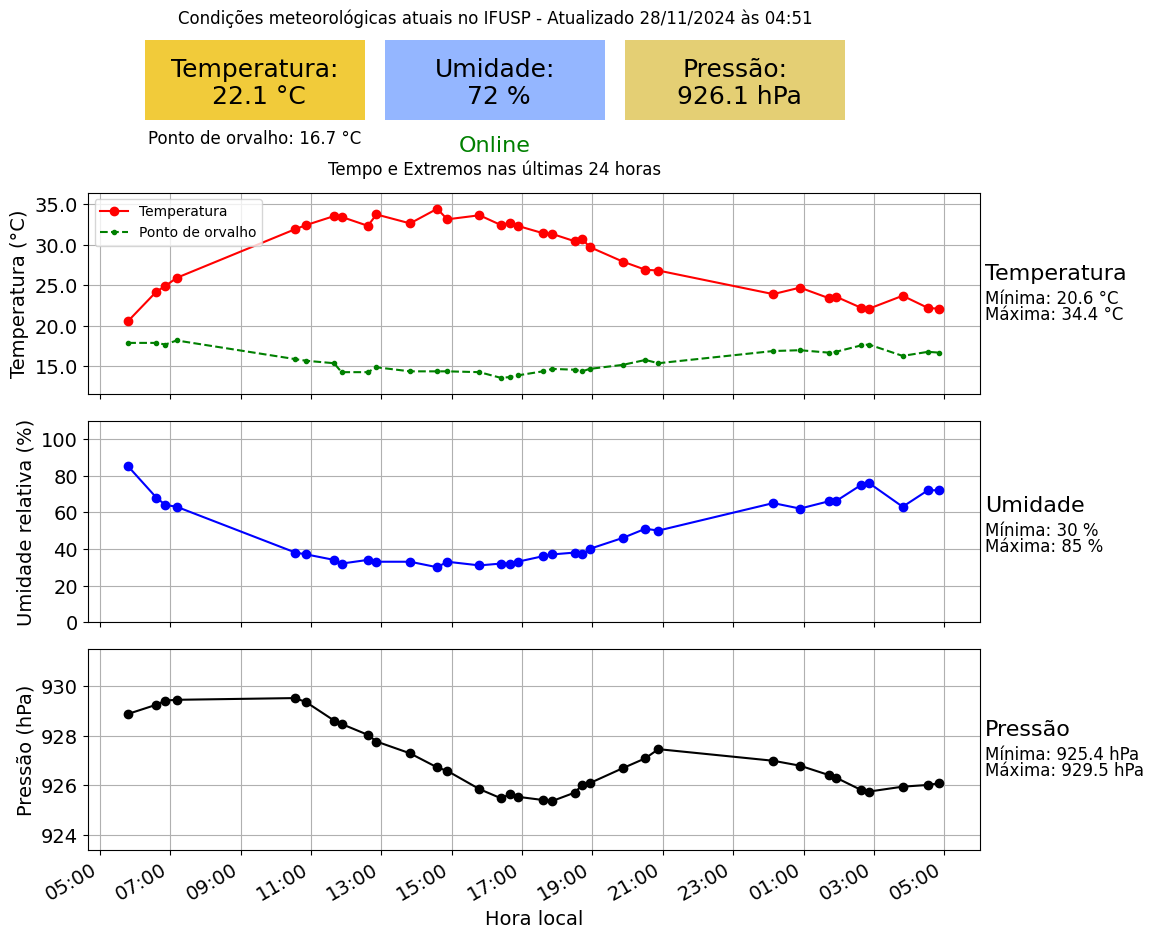 Condições meteorológicas atuais no IFUSP - Atualizado 28/11/2024 às 04:51
Temperatura:
22.1 °C
Umidade:
72 %
Pressão:
926.1 hPa
Ponto de orvalho: 16.7 °C
Online
Tempo e Extremos nas últimas 24 horas
Temperatura (°C)
35.0
30.0
25.0
20.0
15.0
Temperatura
Ponto de orvalho
Temperatura
Mínima: 20.6 °C
Máxima: 34.4 °C
Umidade relativa (%)
100
80
60
40
20
0
Umidade
Mínima: 30 %
Máxima: 85 %
Pressão (hPa)
930
928
926
924
Pressão
Mínima: 925.4 hPa
Máxima: 929.5 hPa
05:00
07:00
09:00
11:00
13:00
15:00
17:00
19:00
21:00
23:00
01:00
03:00
05:00
Hora local